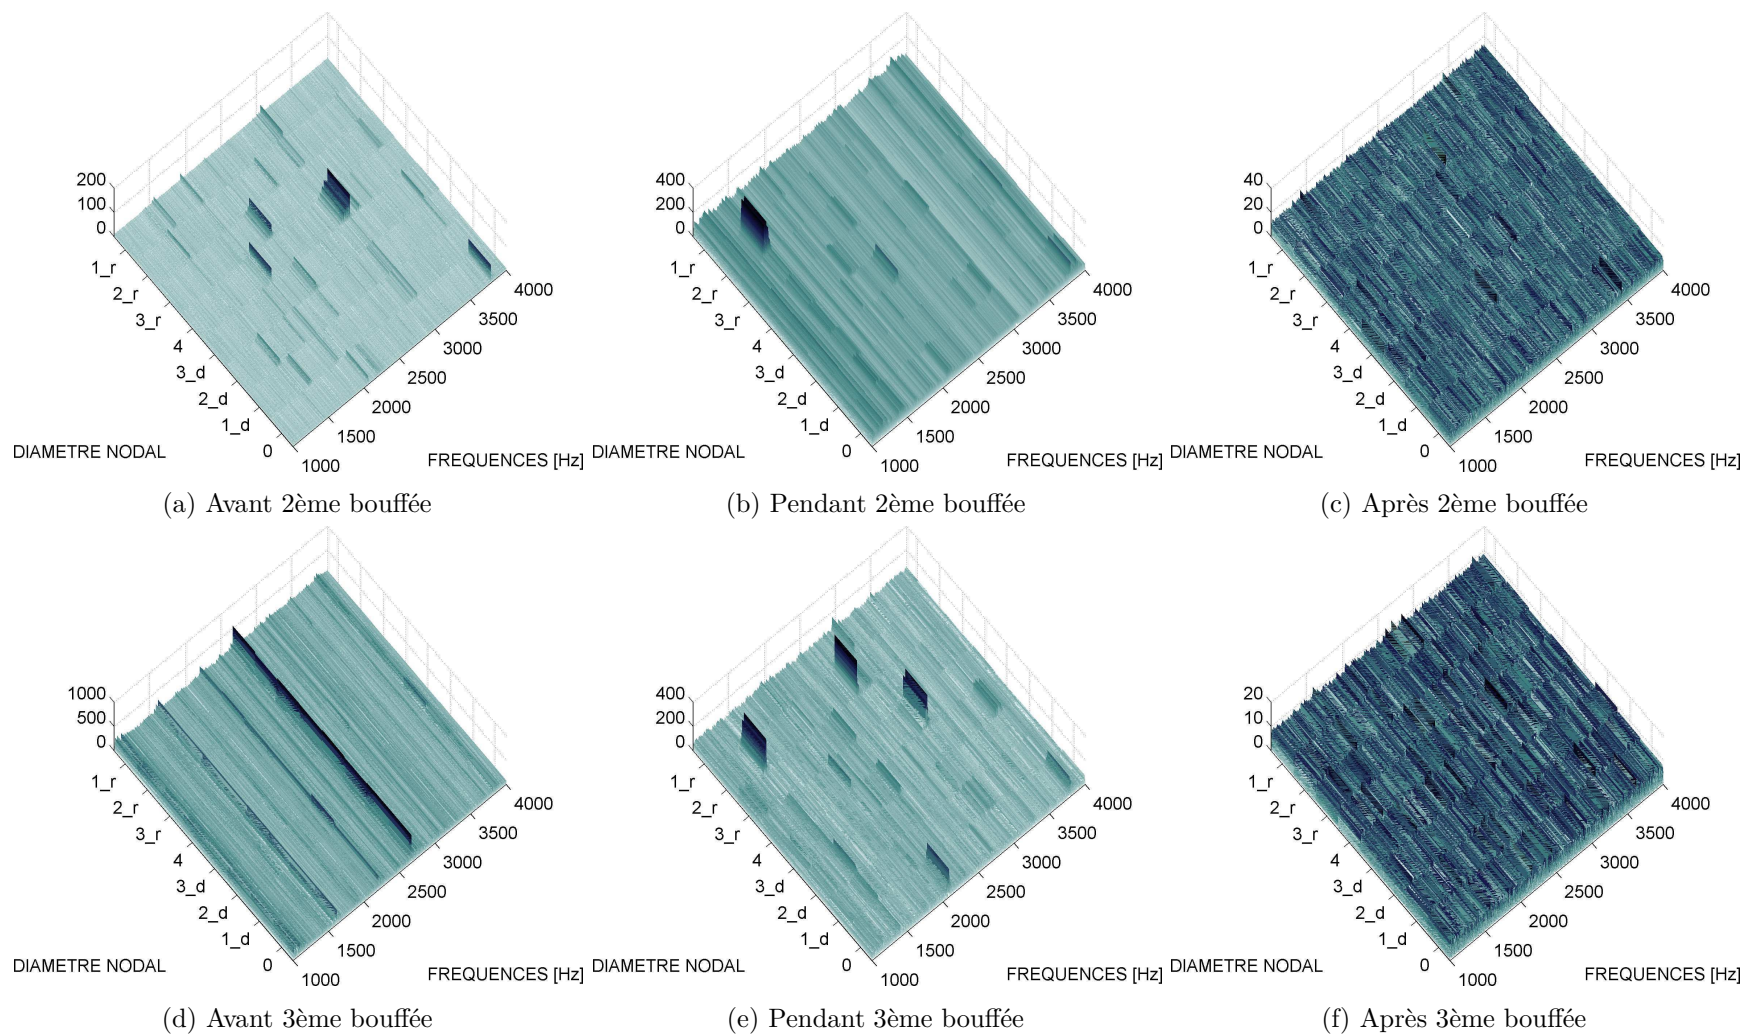 200
100
0
1_r
2_r
3_r
4
3_d
2_d
1_d
0
1000
1500
2000
2500
3000
3500
4000
DIAMETRE NODAL
FREQUENCES [Hz]
(a) Avant 2ème bouffée
400
200
0
1_r
2_r
3_r
4
3_d
2_d
1_d
0
1000
1500
2000
2500
3000
3500
4000
DIAMETRE NODAL
FREQUENCES [Hz]
(b) Pendant 2ème bouffée
40
20
0
1_r
2_r
3_r
4
3_d
2_d
1_d
0
1000
1500
2000
2500
3000
3500
4000
DIAMETRE NODAL
FREQUENCES [Hz]
(c) Après 2ème bouffée
1000
500
0
1_r
2_r
3_r
4
3_d
2_d
1_d
0
1000
1500
2000
2500
3000
3500
4000
DIAMETRE NODAL
FREQUENCES [Hz]
(d) Avant 3ème bouffée
400
200
0
1_r
2_r
3_r
4
3_d
2_d
1_d
0
1000
1500
2000
2500
3000
3500
4000
DIAMETRE NODAL
FREQUENCES [Hz]
(e) Pendant 3ème bouffée
20
10
0
1_r
2_r
3_r
4
3_d
2_d
1_d
0
1000
1500
2000
2500
3000
3500
4000
DIAMETRE NODAL
FREQUENCES [Hz]
(f) Après 3ème bouffée